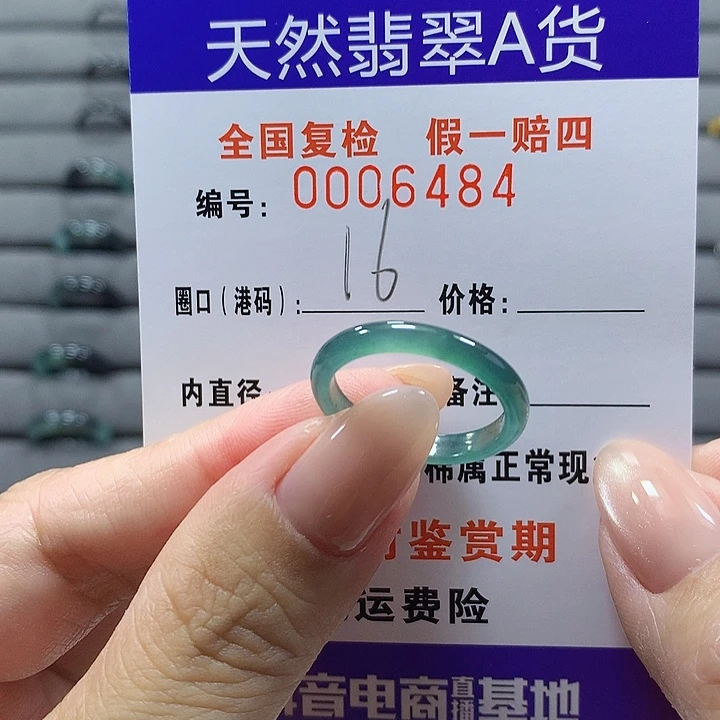 天然翡翠A货
全国复检 假一赔四
编号: 0006484
圈口(港码): 16 价格:
内直径 备注
稀属正常现
鉴赏期
运费险
音电商直播基地